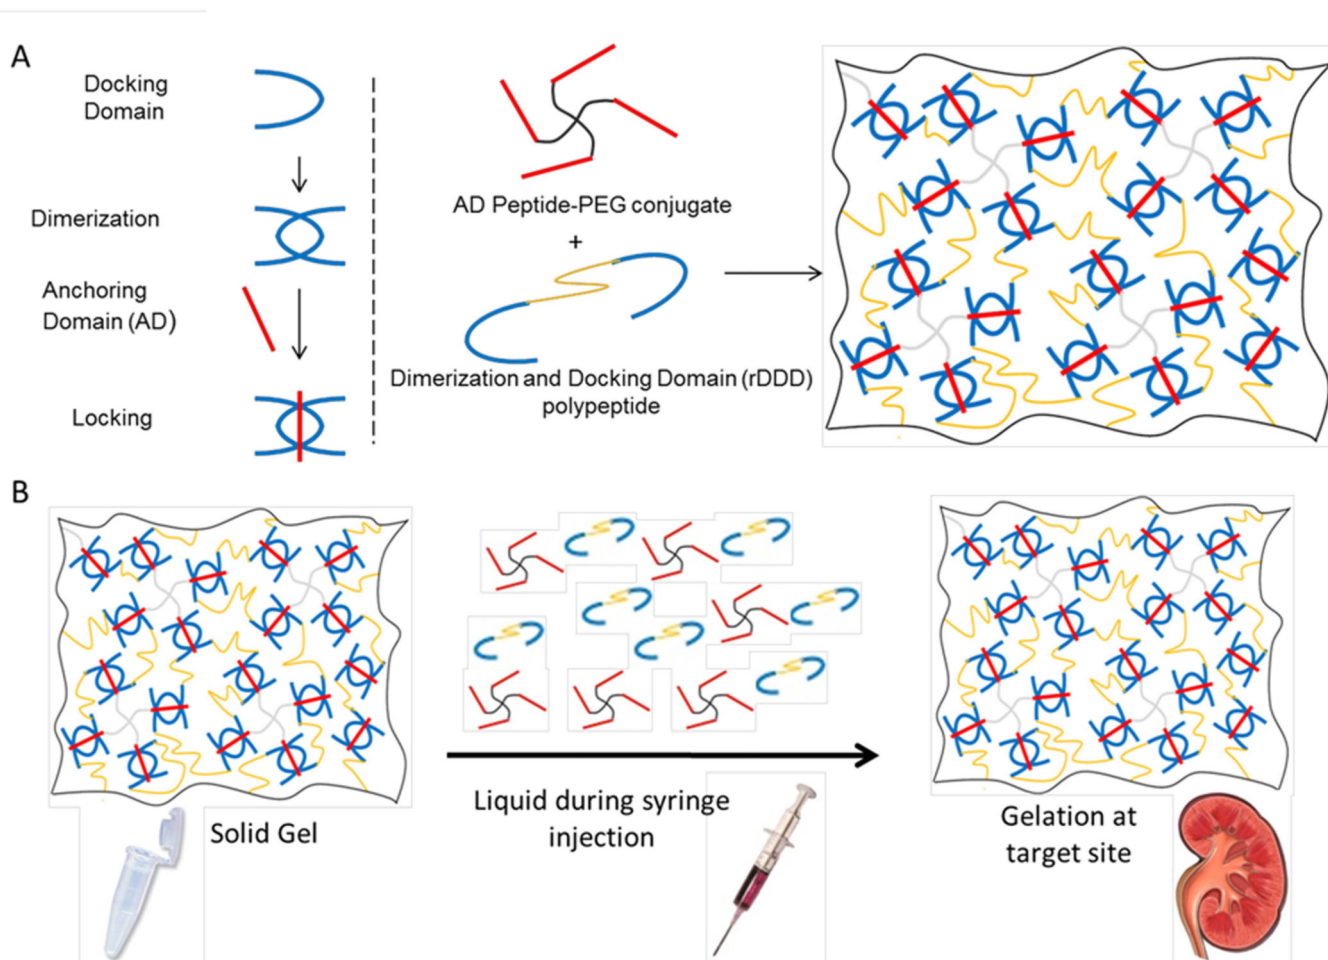 A
Docking
Domain
Dimerization
Anchoring
Domain (AD)
Locking
AD Peptide-PEG conjugate
+
Dimerization and Docking Domain (rDDD)
polypeptide
B
Solid Gel
Liquid during syringe
injection
Gelation at
target site